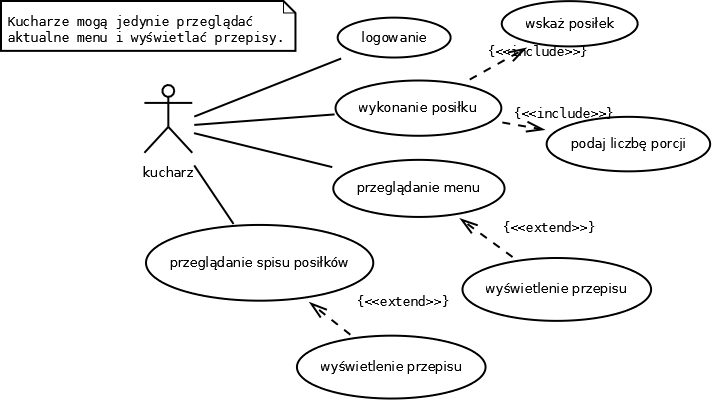 Kucharze mogą jedynie przeglądać
aktualne menu i wyświetlać przepisy.
logowanie
wskaż posiłek
{<<include>>}
wykonanie posiłku
{<<include>>}
podaj liczbę porcji
kucharz
przeglądanie menu
{<<extend>>}
przeglądanie spisu posiłków
wyświetlenie przepisu
{<<extend>>}
wyświetlenie przepisu